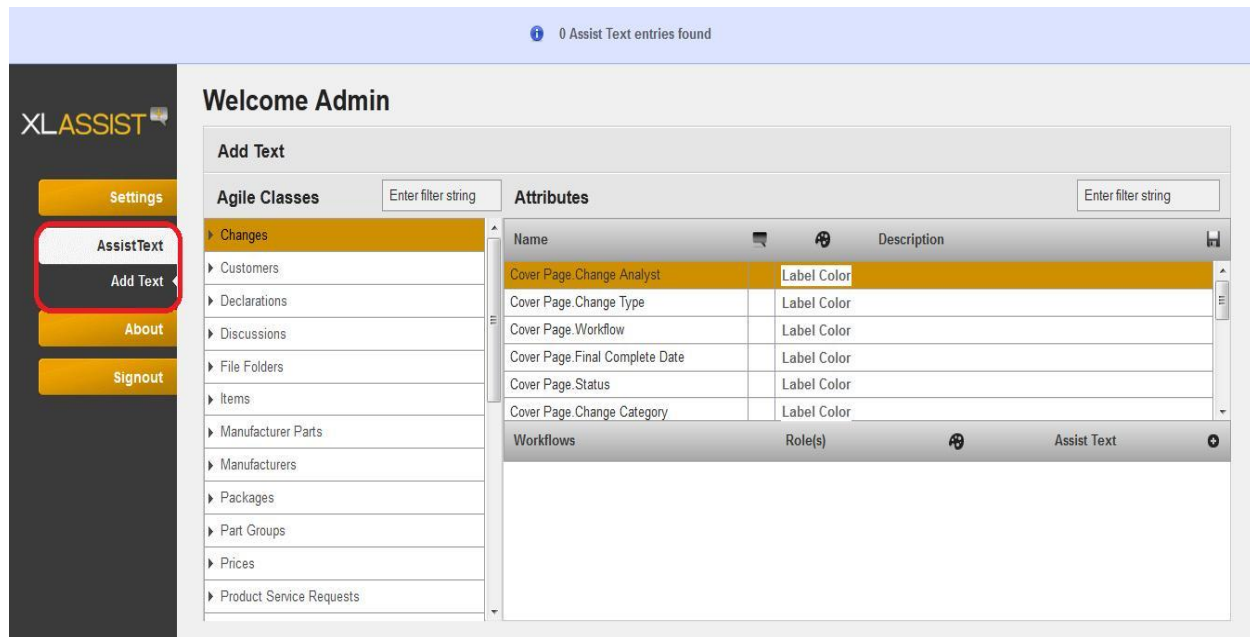 0 Assist Text entries found
XLASSIST
Welcome Admin
Add Text
Settings
AssistText
Add Text
About
Signout
Agile Classes
Enter filter string
Changes
Customers
Declarations
Discussions
File Folders
Items
Manufacturer Parts
Manufacturers
Packages
Part Groups
Prices
Product Service Requests
Attributes
Enter filter string
Name Description
Cover Page.Change Analyst Label Color
Cover Page.Change Type Label Color
Cover Page.Workflow Label Color
Cover Page.Final Complete Date Label Color
Cover Page.Status Label Color
Cover Page.Change Category Label Color
Workflows Role(s) Assist Text